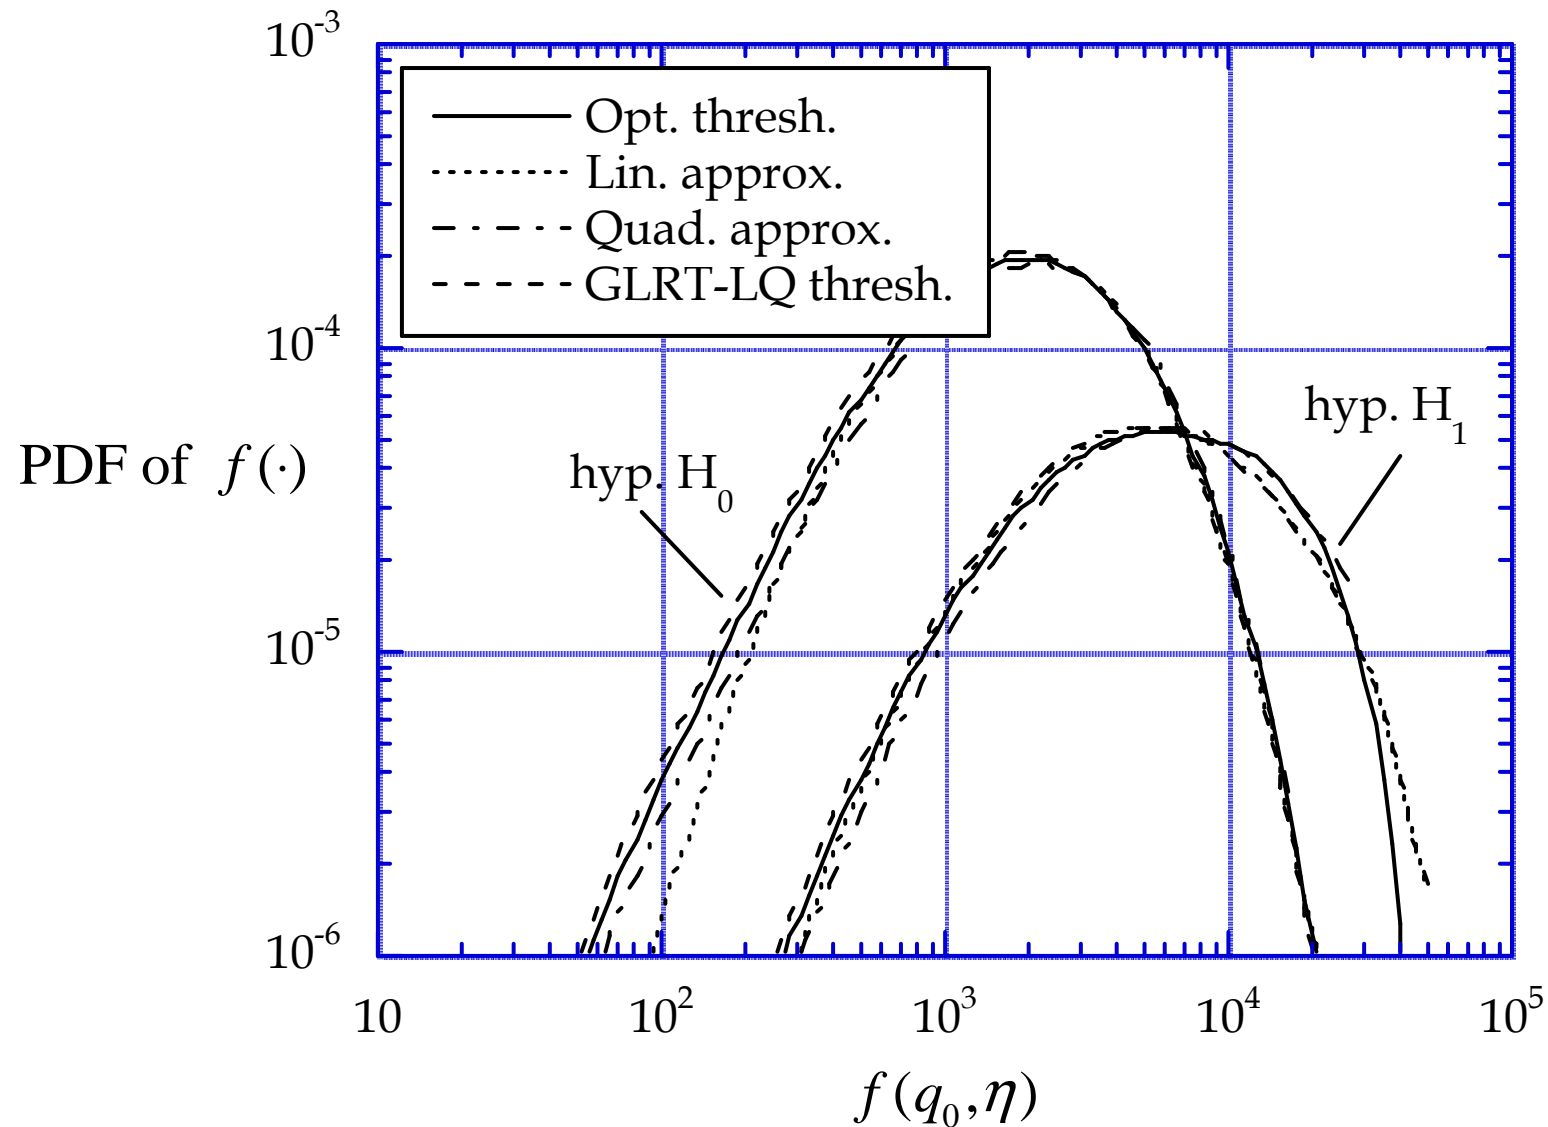 10⁻³
Opt. thresh.
Lin. approx.
Quad. approx.
GLRT-LQ thresh.
10⁻⁴
hyp. H₁
PDF of f(·)
hyp. H₀
10⁻⁵
10⁻⁶
10 10² 10³ 10⁴ 10⁵
f(q₀,η)